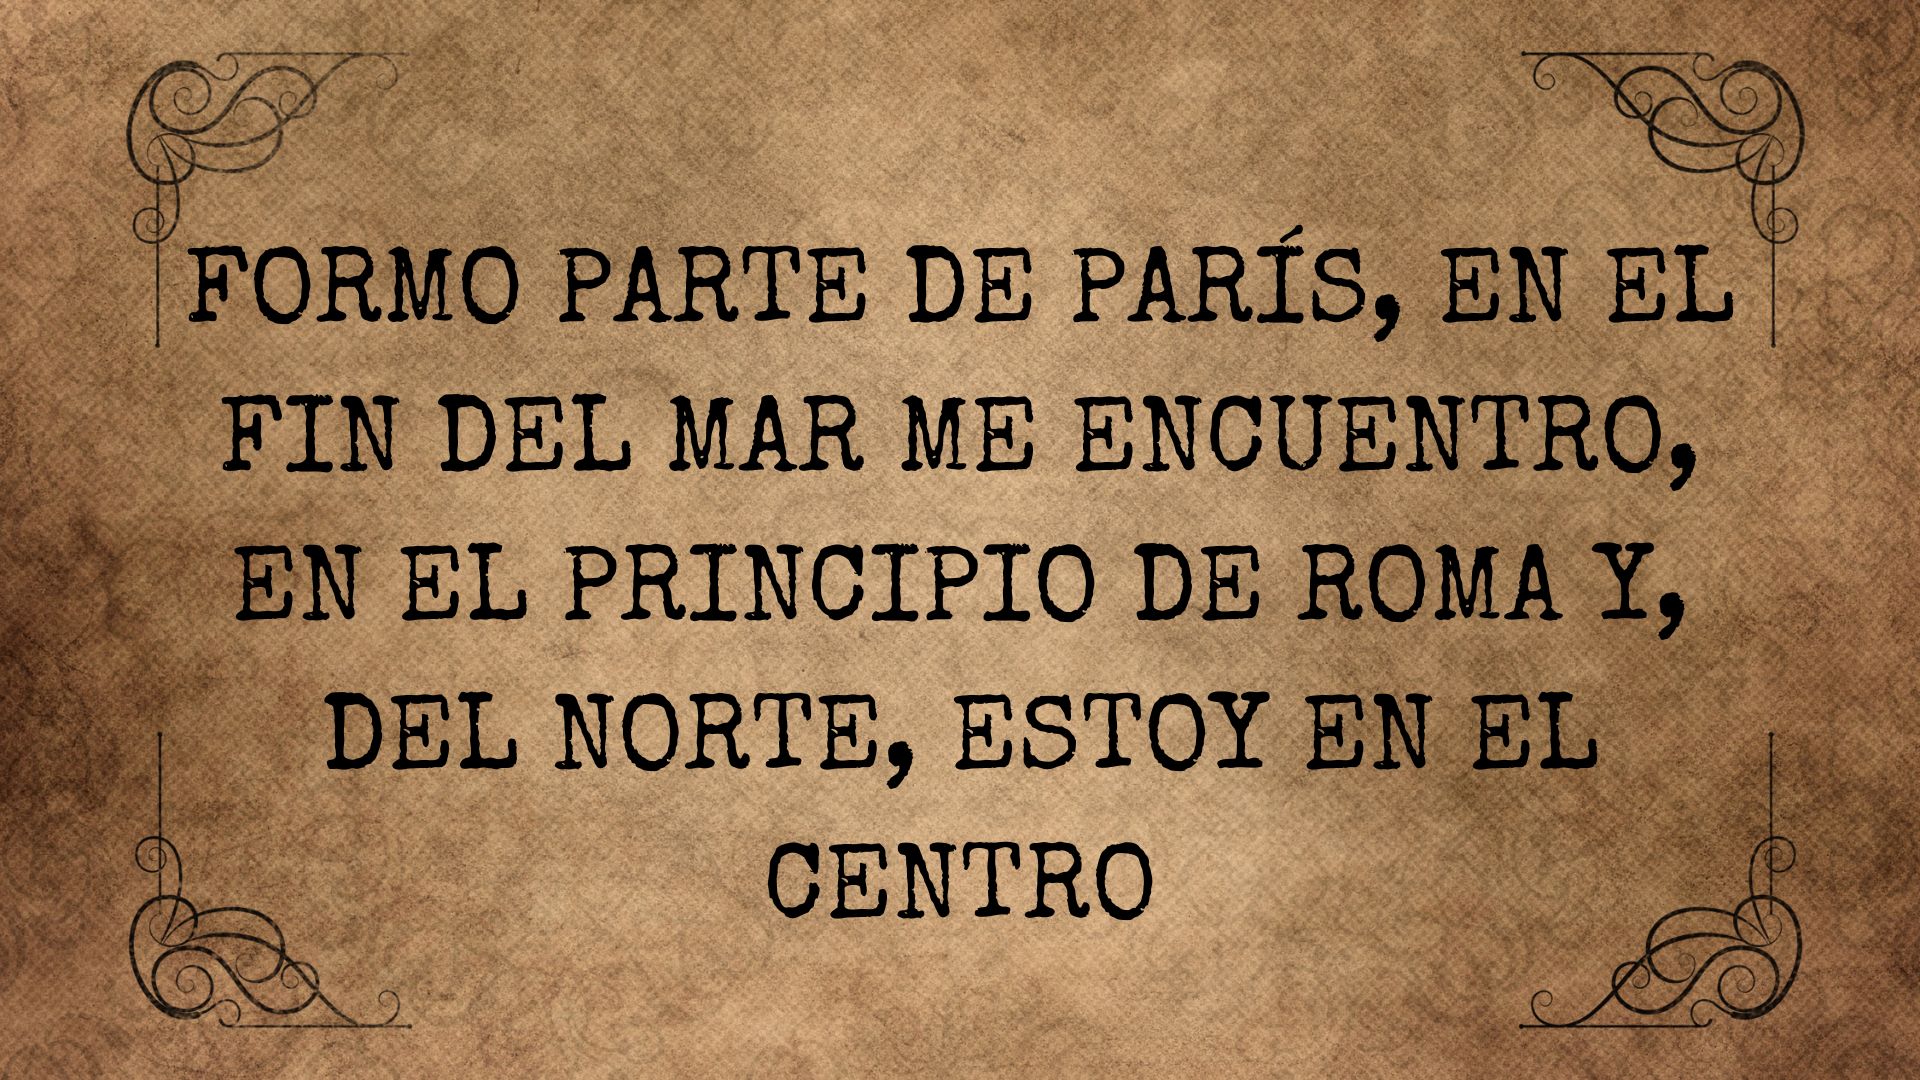 FORMO PARTE DE PARÍS, EN EL
FIN DEL MAR ME ENCUENTRO,
EN EL PRINCIPIO DE ROMA Y,
DEL NORTE, ESTOY EN EL
CENTRO